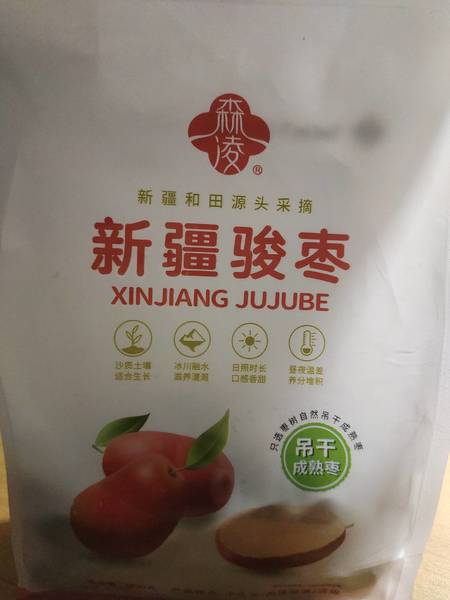 森
凌
®
新疆和田源头采摘
新疆骏枣
XINJIANG JUJUBE
沙质土壤
适合生长
冰川融水
滋养灌溉
日照时长
口感香甜
昼夜温差
养分堆积
只选枣树自然吊干成熟枣
吊干
成熟枣